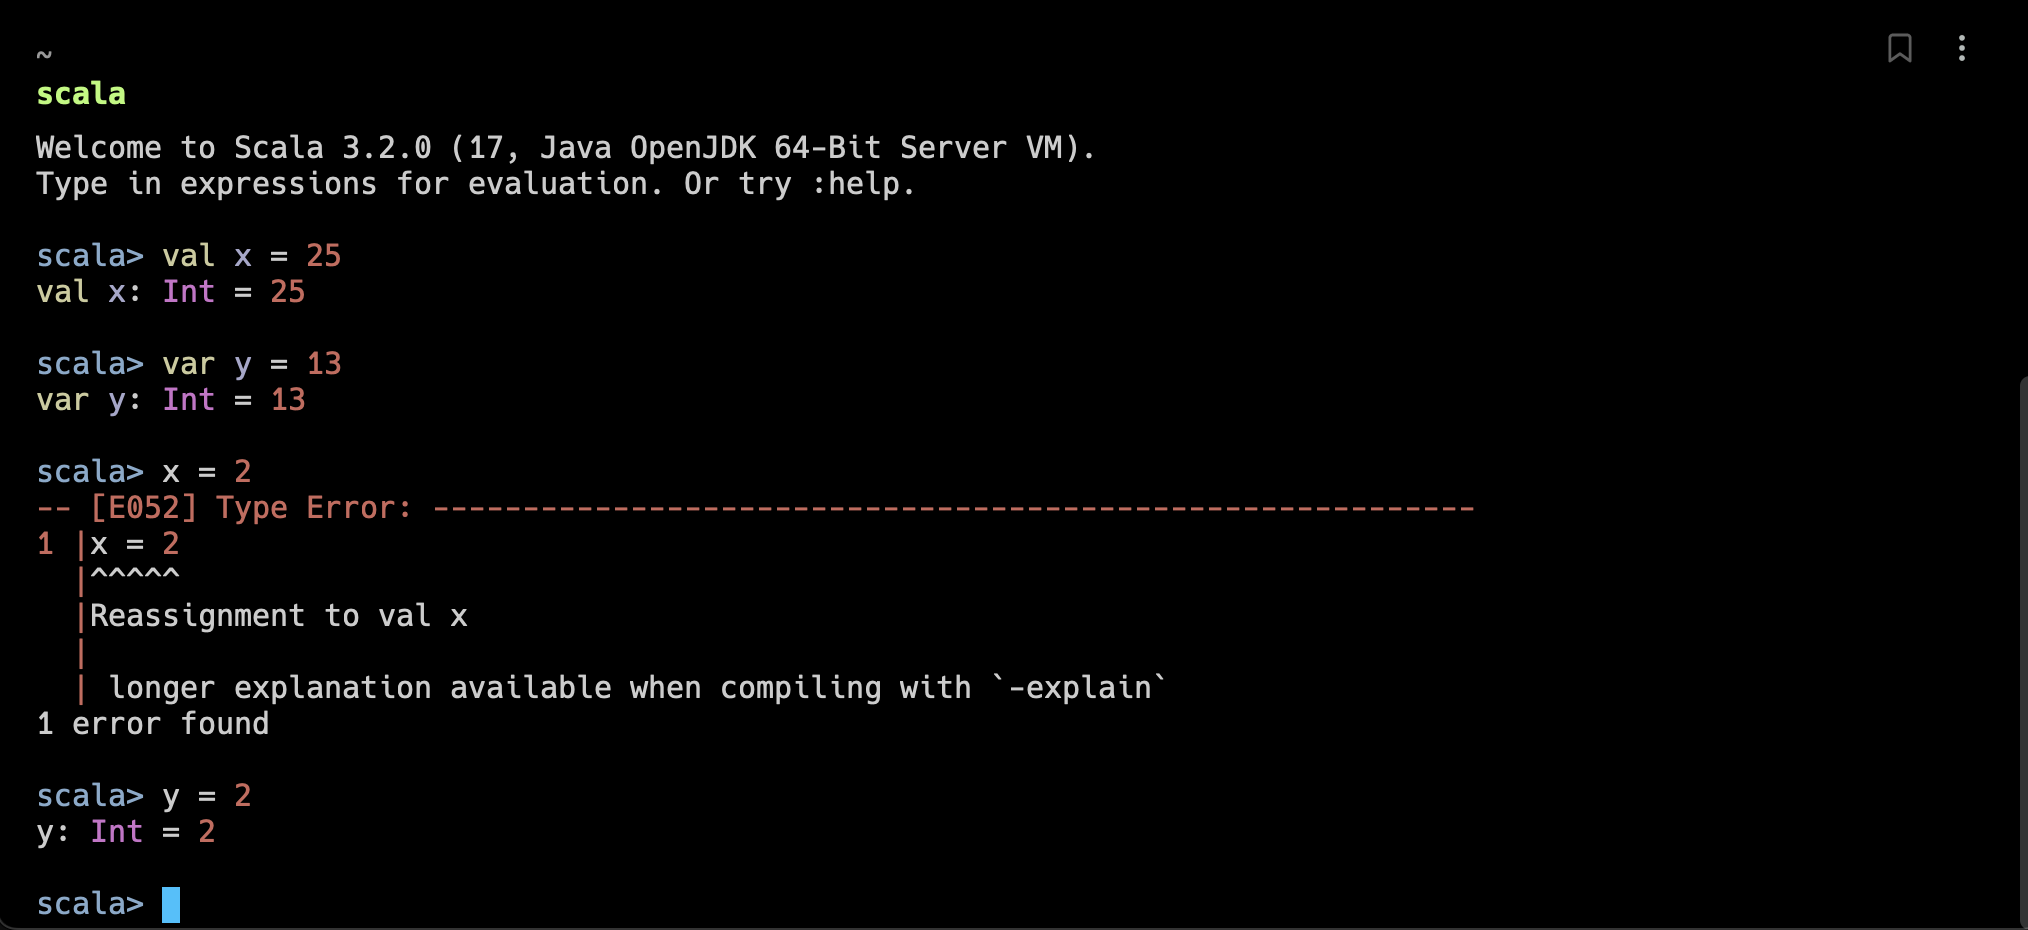 ~
scala
Welcome to Scala 3.2.0 (17, Java OpenJDK 64-Bit Server VM).
Type in expressions for evaluation. Or try :help.
scala> val x = 25
val x: Int = 25
scala> var y = 13
var y: Int = 13
scala> x = 2
-- [E052] Type Error: ----------------------------------------------------------
1 |x = 2
  |^^^^^
  |Reassignment to val x
  |
  | longer explanation available when compiling with `-explain`
1 error found
scala> y = 2
y: Int = 2
scala>